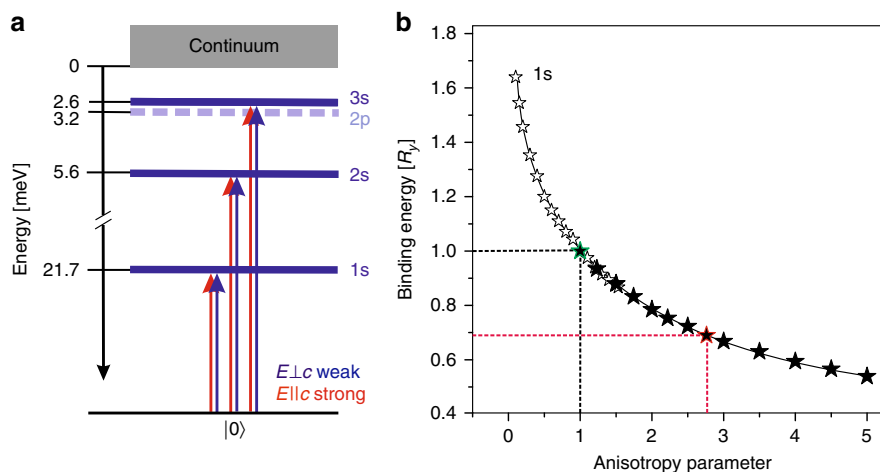 a
Continuum
0
2.6
3s
3.2
2p
5.6
2s
Energy [meV]
21.7
1s
E⊥c weak
E||c strong
|0⟩
b
1.8
1.6
1.4
1.2
1.0
0.8
0.6
0.4
Binding energy [Ry]
1s
0 1 2 3 4 5
Anisotropy parameter